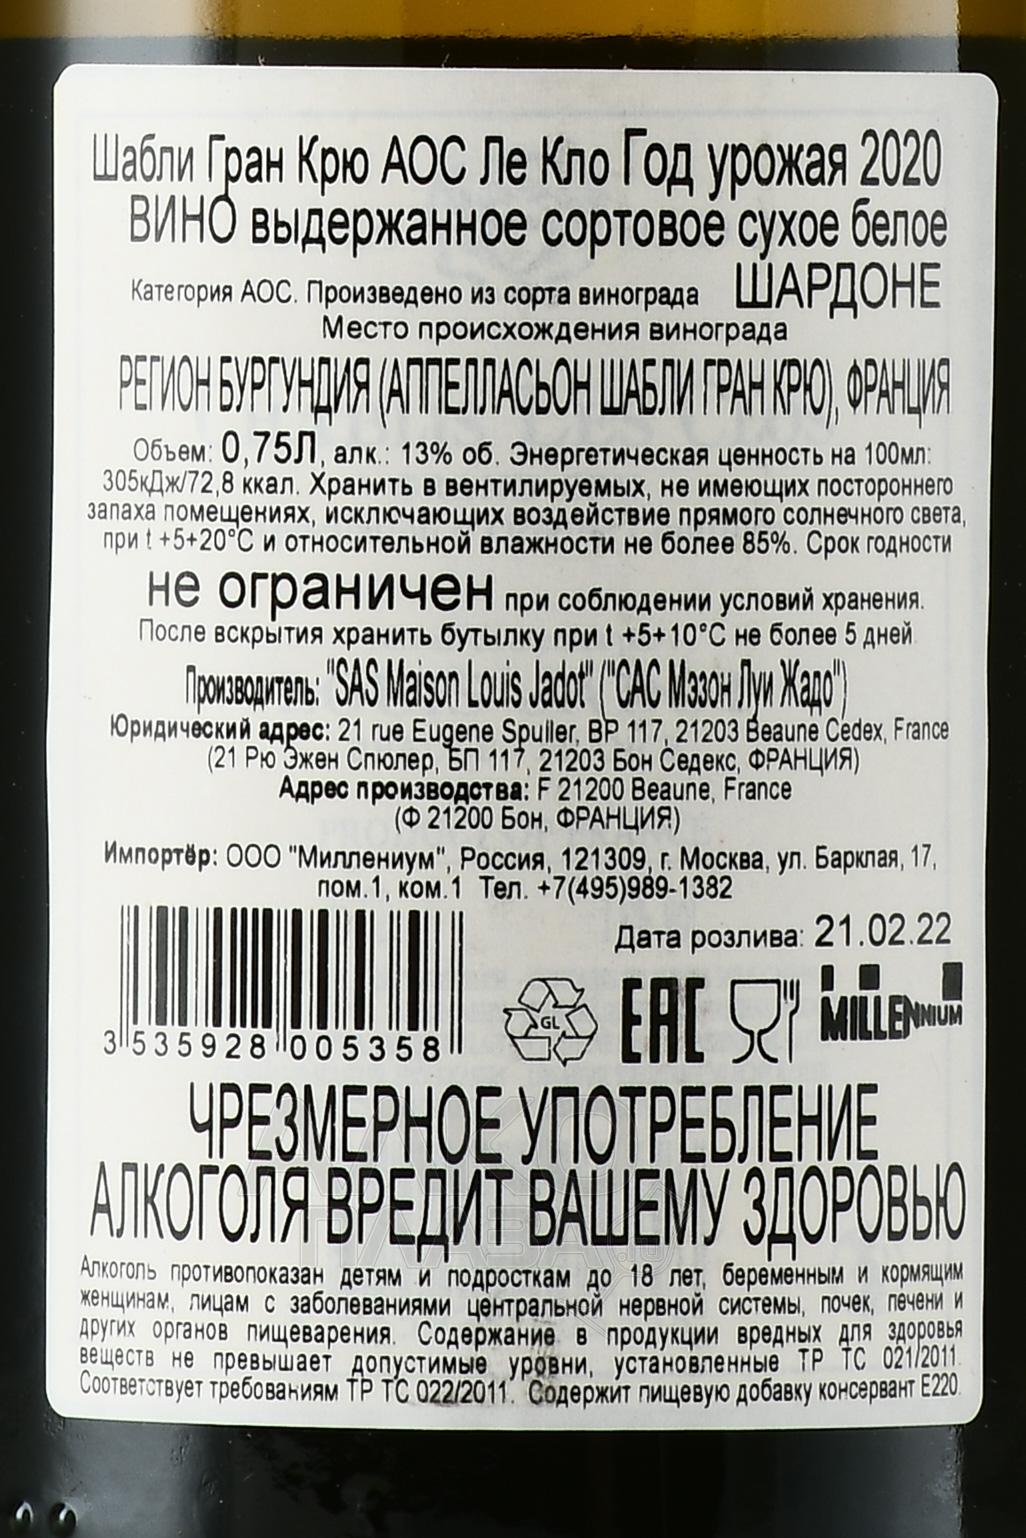 Шабли Гран Крю АОС Ле Кло Год урожая 2020
ВИНО выдержанное сортовое сухое белое
Категория АОС. Произведено из сорта винограда ШАРДОНЕ
Место происхождения винограда
РЕГИОН БУРГУНДИЯ (АППЕЛЛАСЬОН ШАБЛИ ГРАН КРЮ), ФРАНЦИЯ
Объем: 0,75Л, алк.: 13% об. Энергетическая ценность на 100мл:
305кДж/72,8 ккал. Хранить в вентилируемых, не имеющих постороннего
запаха помещениях, исключающих воздействие прямого солнечного света,
при t +5+20°С и относительной влажности не более 85%. Срок годности
не ограничен при соблюдении условий хранения.
После вскрытия хранить бутылку при t +5+10°С не более 5 дней
Производитель: "SAS Maison Louis Jadot" ("САС Мэзон Луи Жадо")
Юридический адрес: 21 rue Eugene Spuller, BP 117, 21203 Beaune Cedex, France
(21 Рю Эжен Спюлер, БП 117, 21203 Бон Седекс, ФРАНЦИЯ)
Адрес производства: F 21200 Beaune, France
(Ф 21200 Бон, ФРАНЦИЯ)
Импортёр: ООО "Миллениум", Россия, 121309, г. Москва, ул. Барклая, 17,
пом.1, ком.1 Тел. +7(495)989-1382
Дата розлива: 21.02.22
3 535928 005358
GL
EAC
MILLENNIUM
ЧРЕЗМЕРНОЕ УПОТРЕБЛЕНИЕ
АЛКОГОЛЯ ВРЕДИТ ВАШЕМУ ЗДОРОВЬЮ
Алкоголь противопоказан детям и подросткам до 18 лет, беременным и кормящим
женщинам, лицам с заболеваниями центральной нервной системы, почек, печени и
других органов пищеварения. Содержание в продукции вредных для здоровья
веществ не превышает допустимые уровни, установленные ТР ТС 021/2011.
Соответствует требованиям ТР ТС 022/2011. Содержит пищевую добавку консервант Е220.